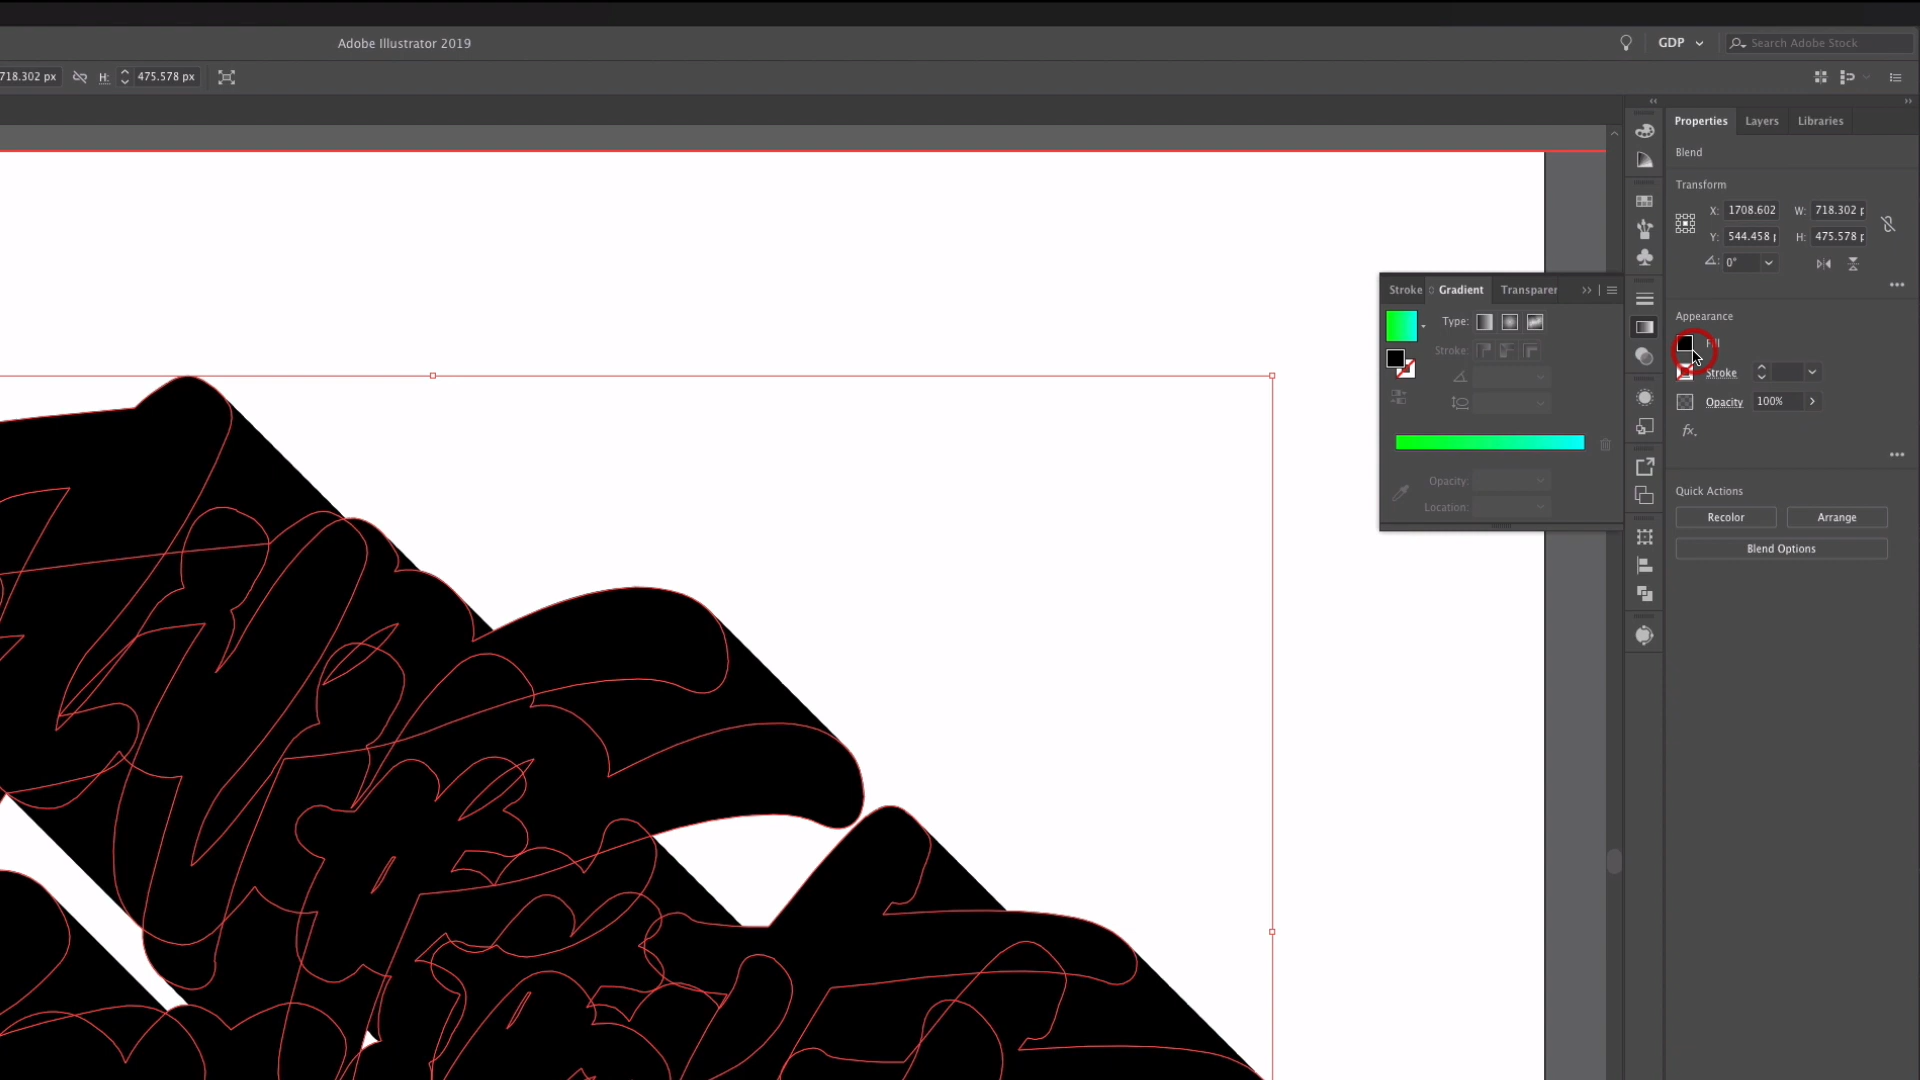 Adobe Illustrator 2019
GDP
Search Adobe Stock
718.302 px
H:
475.578 px
Properties
Layers
Libraries
Blend
Transform
X:
1708.602
W:
718.302 p
Y:
544.458 p
H:
475.578 p
0°
Appearance
Stroke
Opacity
100%
fx.
Quick Actions
Recolor
Arrange
Blend Options
Stroke
Gradient
Transparen
Type:
Stroke:
Opacity:
Location: